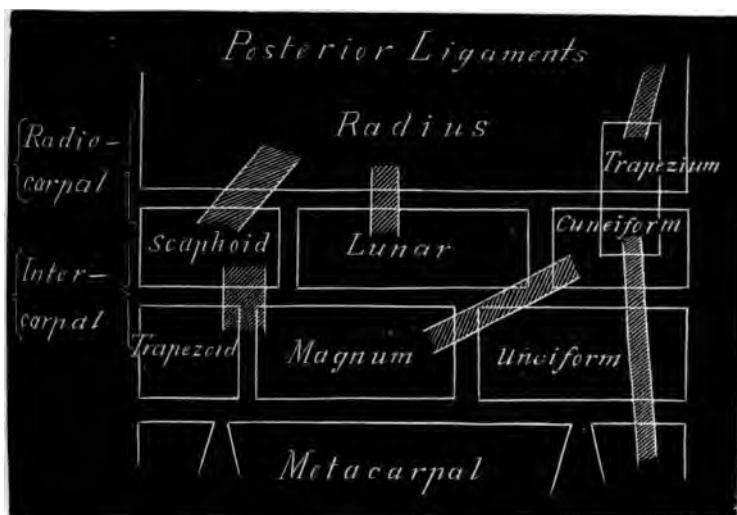 Posterior Ligaments
Radius
Radio-
carpal
Trapezium
Scaphoid
Lunar
Cuneiform
Inter-
carpal
Trapezoid
Magnum
Unciform
Metacarpal